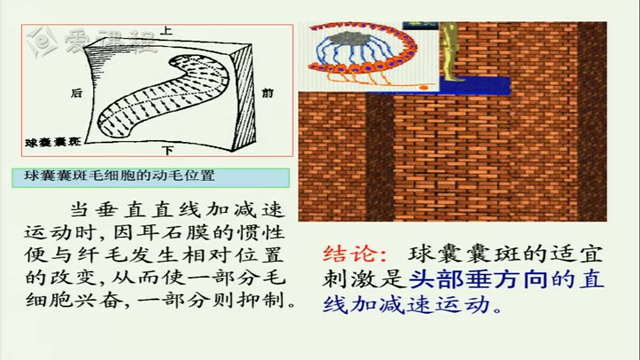 爱课程
上
后
前
球囊囊斑
下
球囊囊斑毛细胞的动毛位置
当垂直直线加减速
运动时,因耳石膜的惯性
便与纤毛发生相对位置
的改变,从而使一部分毛
细胞兴奋,一部分则抑制。
结论: 球囊囊斑的适宜
刺激是头部垂方向的直
线加减速运动。